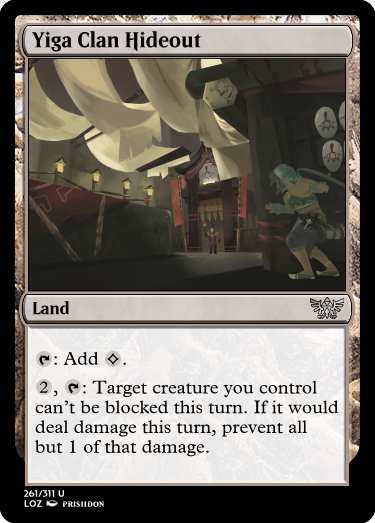 Yiga Clan Hideout
Land
: Add .
2, : Target creature you control
can't be blocked this turn. If it would
deal damage this turn, prevent all
but 1 of that damage.
261/311 U
LOZ PRISIIDON